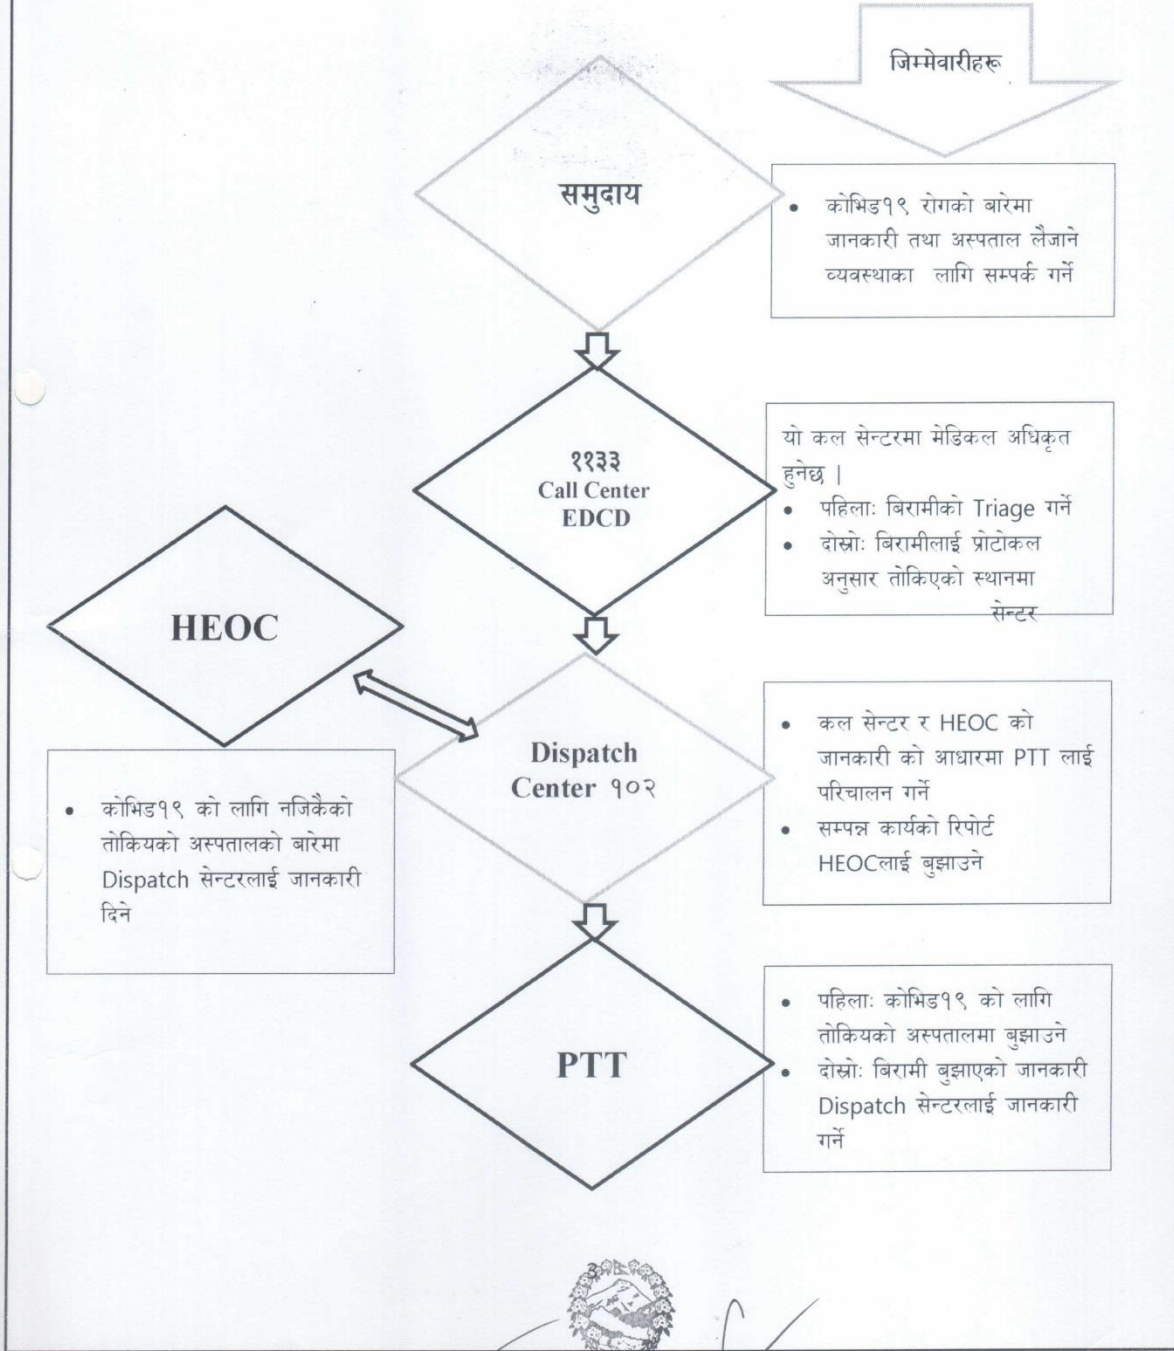 जिम्मेवारीहरू
समुदाय
• कोभिड१९ रोगको बारेमा
जानकारी तथा अस्पताल लैजाने
व्यवस्थाका लागि सम्पर्क गर्ने
११३३
Call Center
EDCD
यो कल सेन्टरमा मेडिकल अधिकृत
हुनेछ |
• पहिलाः बिरामीको Triage गर्ने
• दोस्रोः बिरामीलाई प्रोटोकल
अनुसार तोकिएको स्थानमा
सेन्टर
HEOC
• कोभिड१९ को लागि नजिकैको
तोकियको अस्पतालको बारेमा
Dispatch सेन्टरलाई जानकारी
दिने
Dispatch
Center १०२
• कल सेन्टर र HEOC को
जानकारी को आधारमा PTT लाई
परिचालन गर्ने
• सम्पन्न कार्यको रिपोर्ट
HEOCलाई बुझाउने
PTT
• पहिलाः कोभिड१९ को लागि
तोकियको अस्पतालमा बुझाउने
• दोस्रोः बिरामी बुझाएको जानकारी
Dispatch सेन्टरलाई जानकारी
गर्ने
3